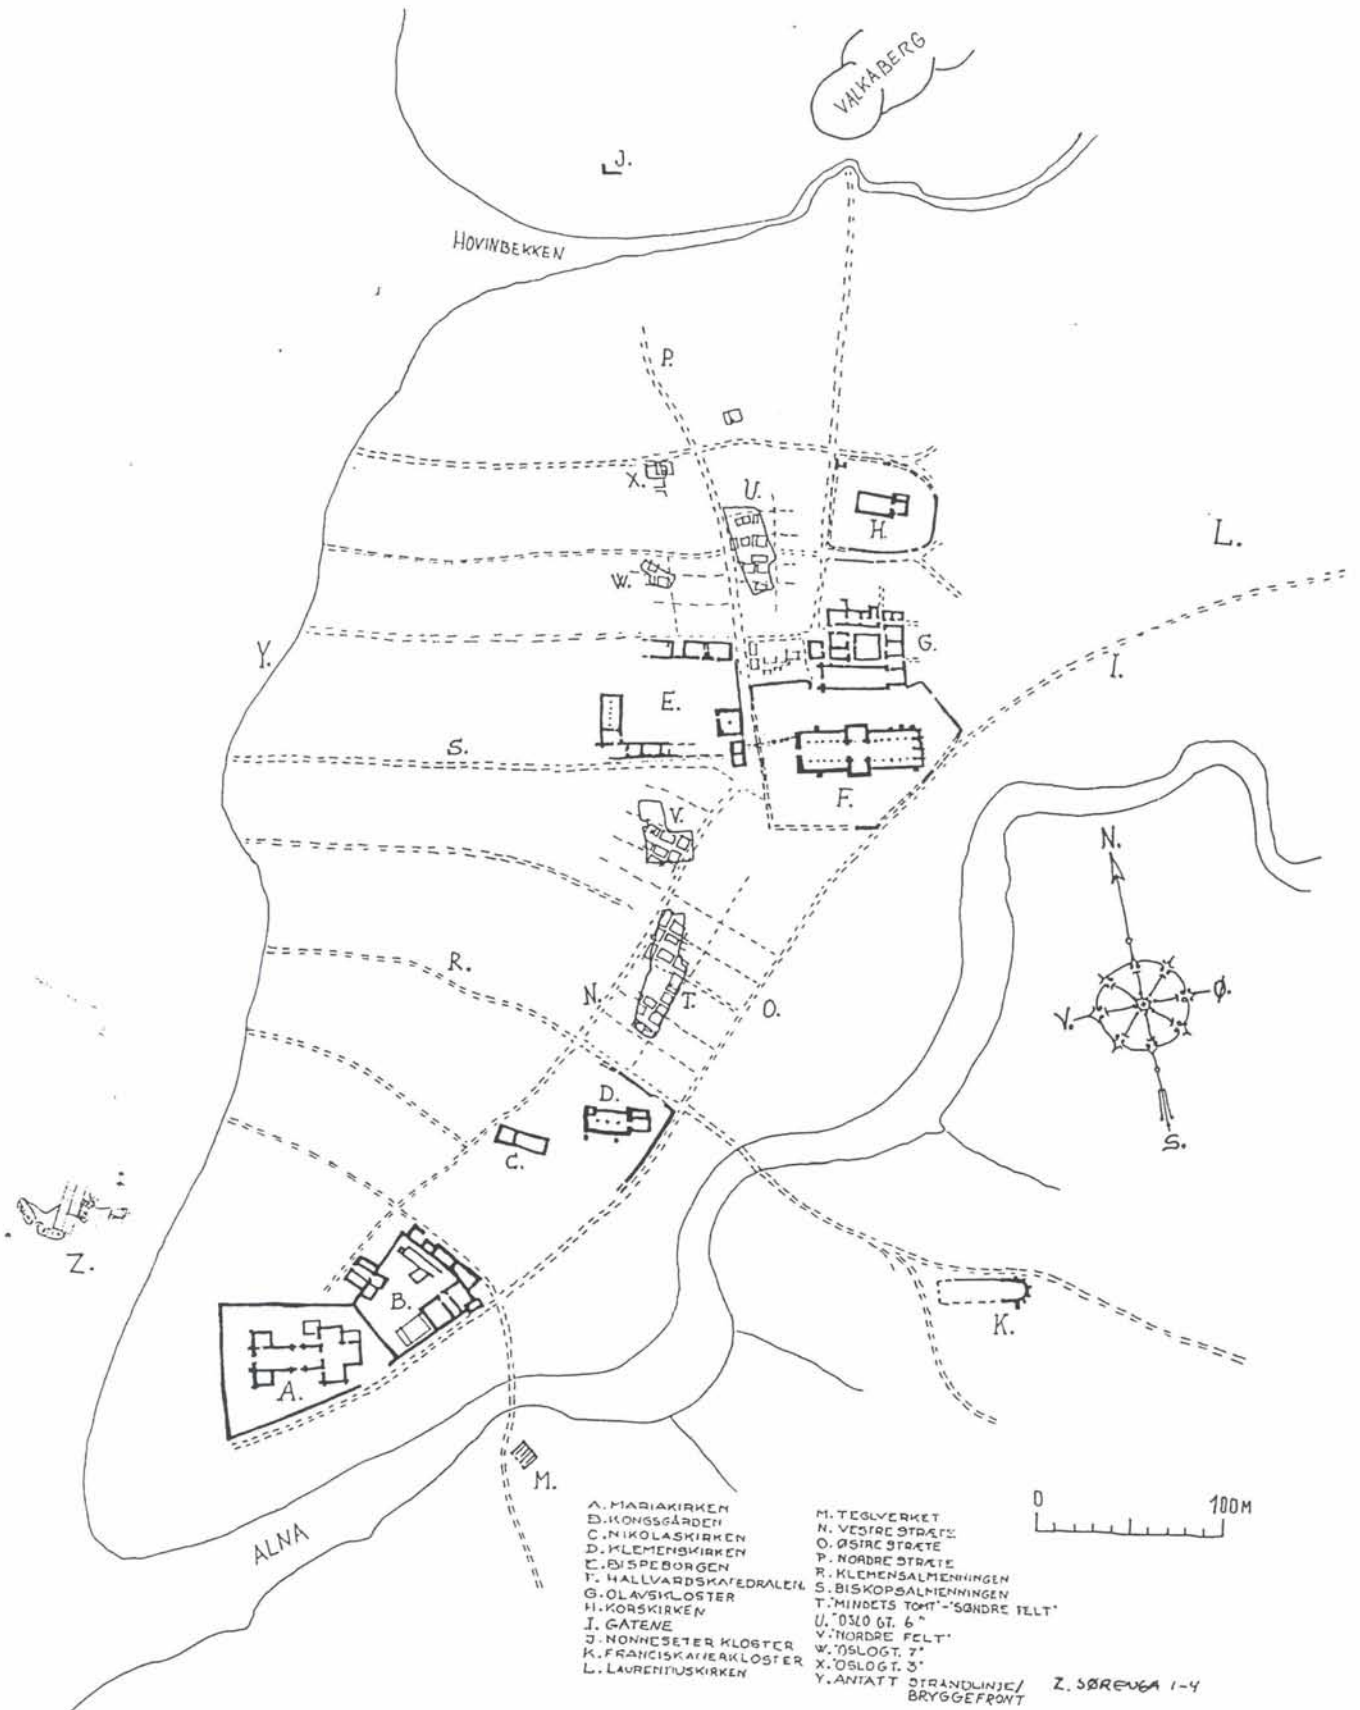 VALKABERG
J.
HOVINBEKKEN
P.
X.
U.
H.
L.
W.
G.
Y.
I.
E.
S.
F.
V.
N.
R.
N.
T.
O.
V.
Ø.
D.
S.
C.
Z.
B.
K.
A.
M.
ALNA
0 100M
A. MARIAKIRKEN
B. KONGSGÅRDEN
C. NIKOLASKIRKEN
D. KLEMENSKIRKEN
E. BISPEBORGEN
F. HALLVARDSKATEDRALEN
G. OLAVSKLOSTER
H. KORSKIRKEN
I. GATENE
J. NONNESETER KLOSTER
K. FRANCISKANERKLOSTER
L. LAURENTIUSKIRKEN
M. TEGLVERKET
N. VESTRE STRÆTE
O. ØSTRE STRÆTE
P. NORDRE STRÆTE
R. KLEMENSALMENNINGEN
S. BISKOPSALMENNINGEN
T. "MINDETS TOMT"-"SØNDRE FELT"
U. "OSLO GT. 6"
V. "NORDRE FELT"
W. "OSLOGT. 7"
X. "OSLOGT. 3"
Y. ANTATT STRANDLINJE/
BRYGGEFRONT
Z. SØRENGA 1-4